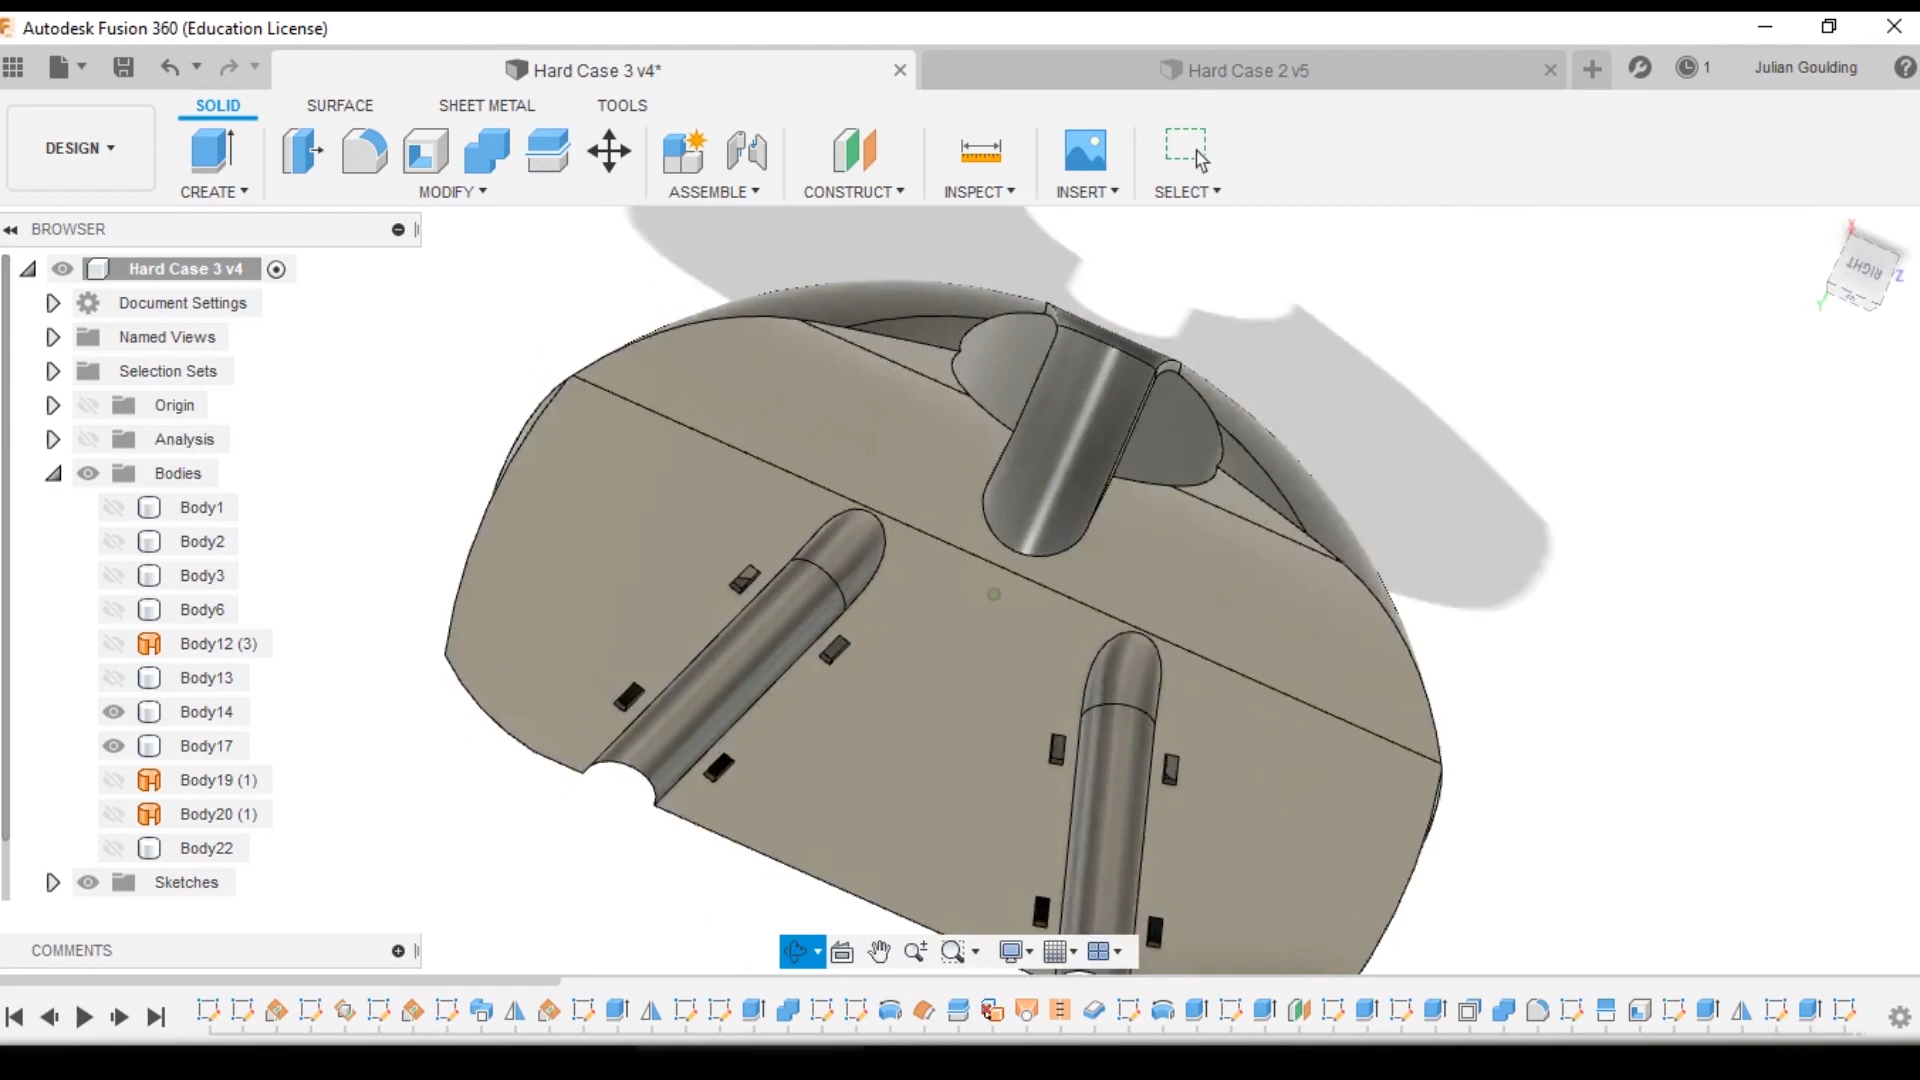 Autodesk Fusion 360 (Education License)
Hard Case 3 v4*
Hard Case 2 v5
1
Julian Goulding
DESIGN
SOLID
SURFACE
SHEET METAL
TOOLS
CREATE
MODIFY
ASSEMBLE
CONSTRUCT
INSPECT
INSERT
SELECT
BROWSER
Hard Case 3 v4
Document Settings
Named Views
Selection Sets
Origin
Analysis
Bodies
Body1
Body2
Body3
Body6
Body12 (3)
Body13
Body14
Body17
Body19 (1)
Body20 (1)
Body22
Sketches
COMMENTS
X
RIGHT
Z
Y